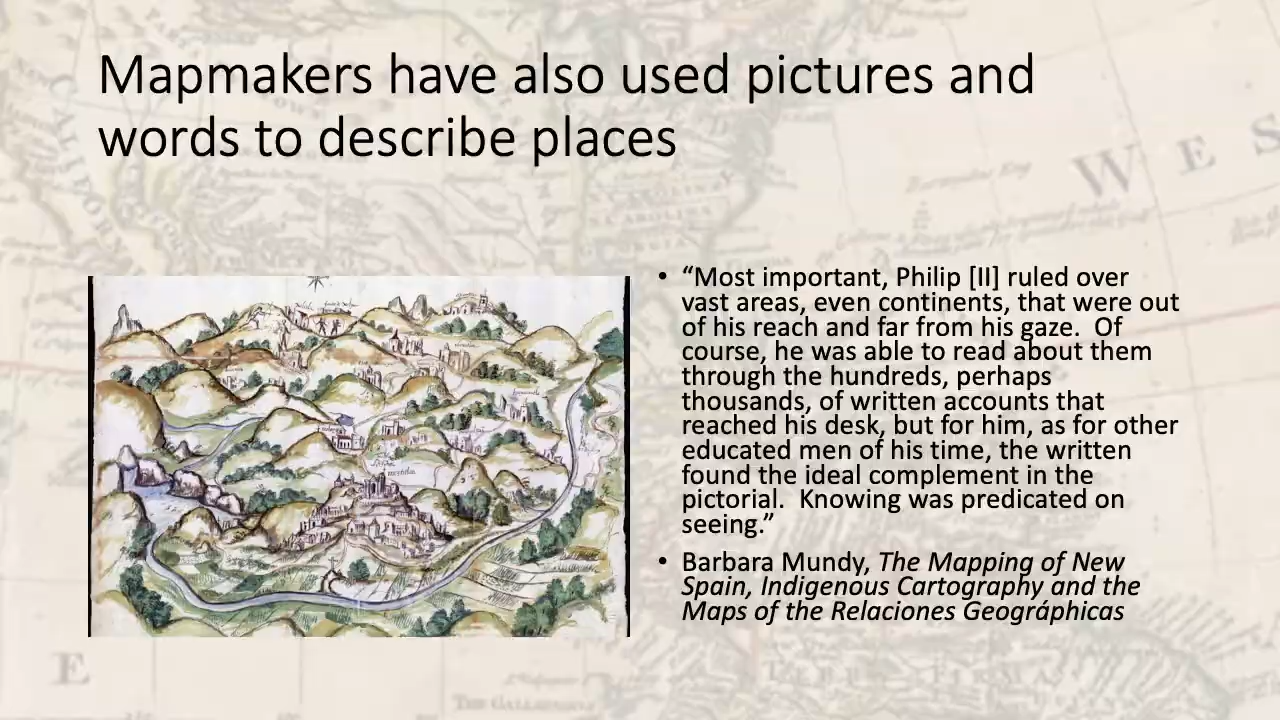 Mapmakers have also used pictures and
words to describe places
• “Most important, Philip [II] ruled over
vast areas, even continents, that were out
of his reach and far from his gaze.  Of
course, he was able to read about them
through the hundreds, perhaps
thousands, of written accounts that
reached his desk, but for him, as for other
educated men of his time, the written
found the ideal complement in the
pictorial.  Knowing was predicated on
seeing.”
• Barbara Mundy, The Mapping of New
Spain, Indigenous Cartography and the
Maps of the Relaciones Geográphicas
W E S
E